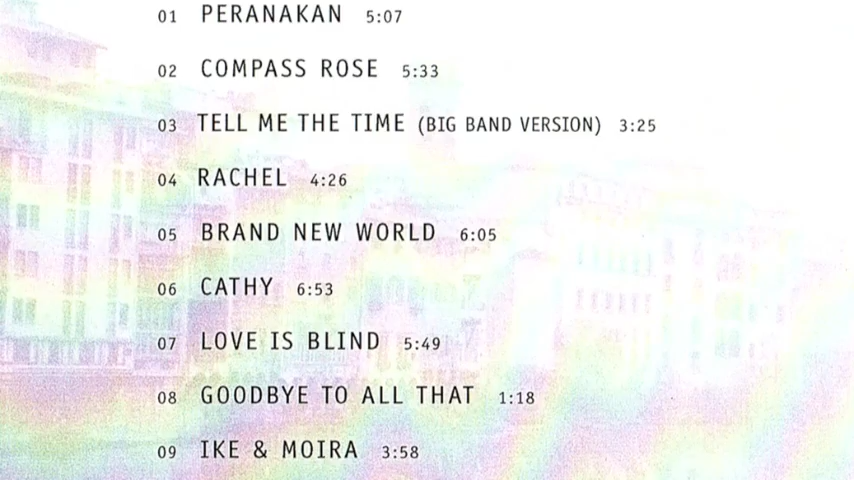 01 PERANAKAN 5:07
02 COMPASS ROSE 5:33
03 TELL ME THE TIME (BIG BAND VERSION) 3:25
04 RACHEL 4:26
05 BRAND NEW WORLD 6:05
06 CATHY 6:53
07 LOVE IS BLIND 5:49
08 GOODBYE TO ALL THAT 1:18
09 IKE & MOIRA 3:58